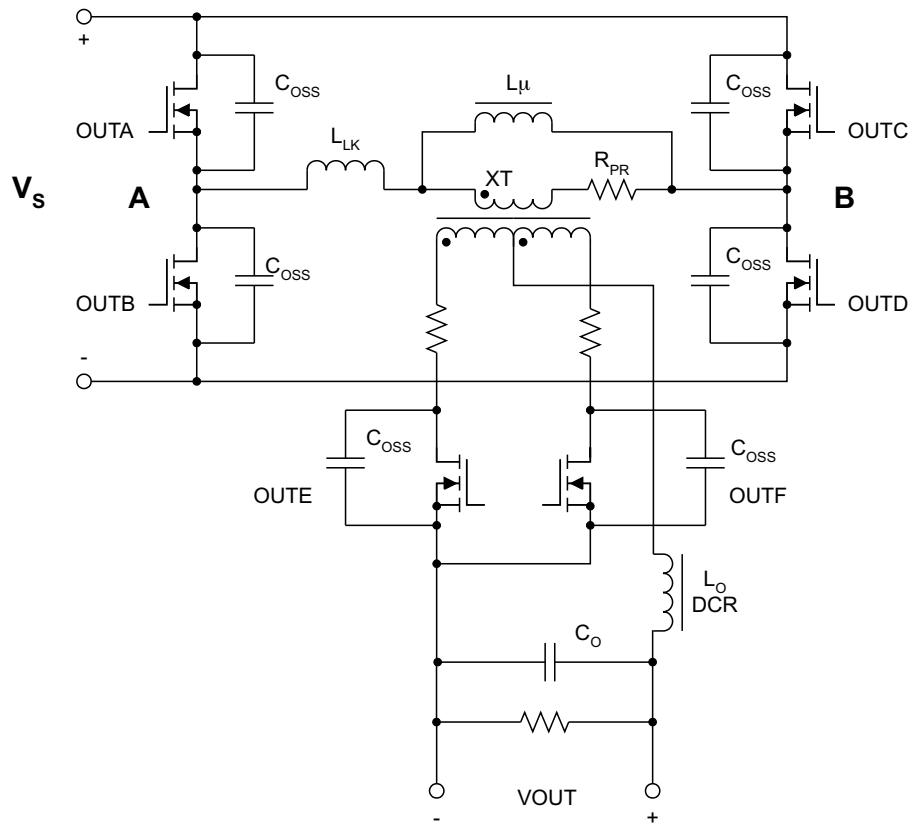 +
C_OSS
C_OSS
Lµ
OUTA
OUTC
L_LK
R_PR
V_S
A
XT
B
C_OSS
C_OSS
OUTB
OUTD
-
C_OSS
C_OSS
OUTE
OUTF
L_O
DCR
C_O
VOUT
-
+